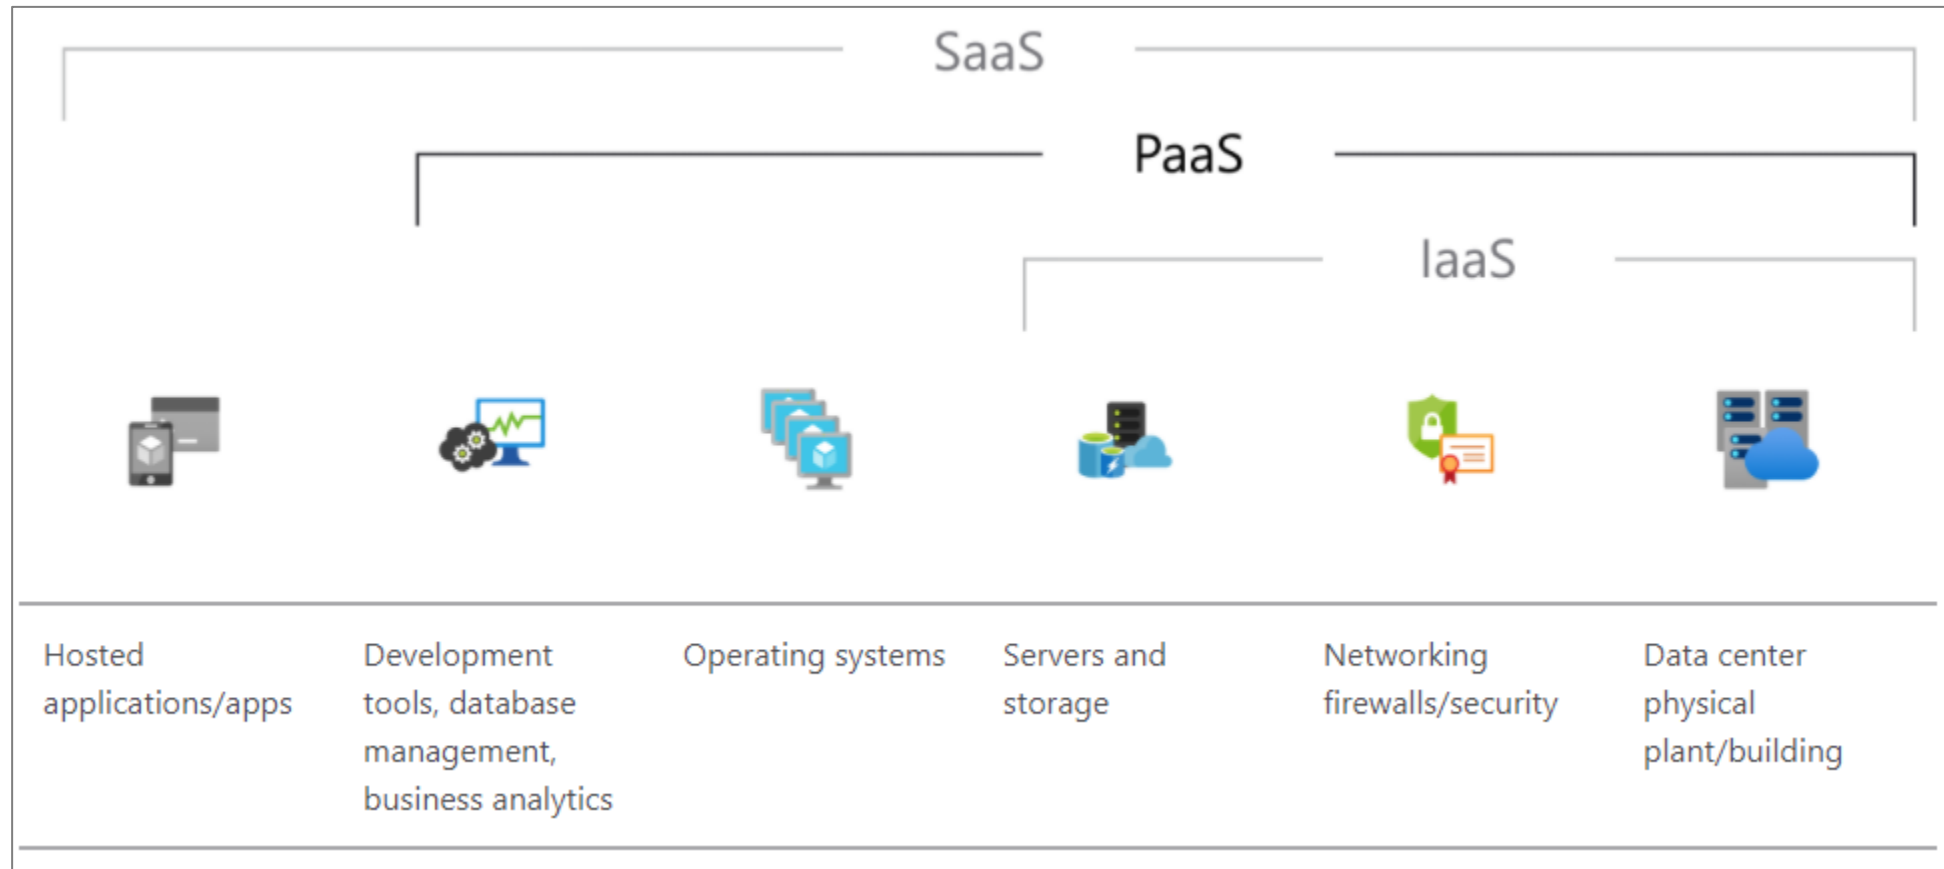 SaaS
PaaS
IaaS
Hosted
applications/apps
Development
tools, database
management,
business analytics
Operating systems
Servers and
storage
Networking
firewalls/security
Data center
physical
plant/building